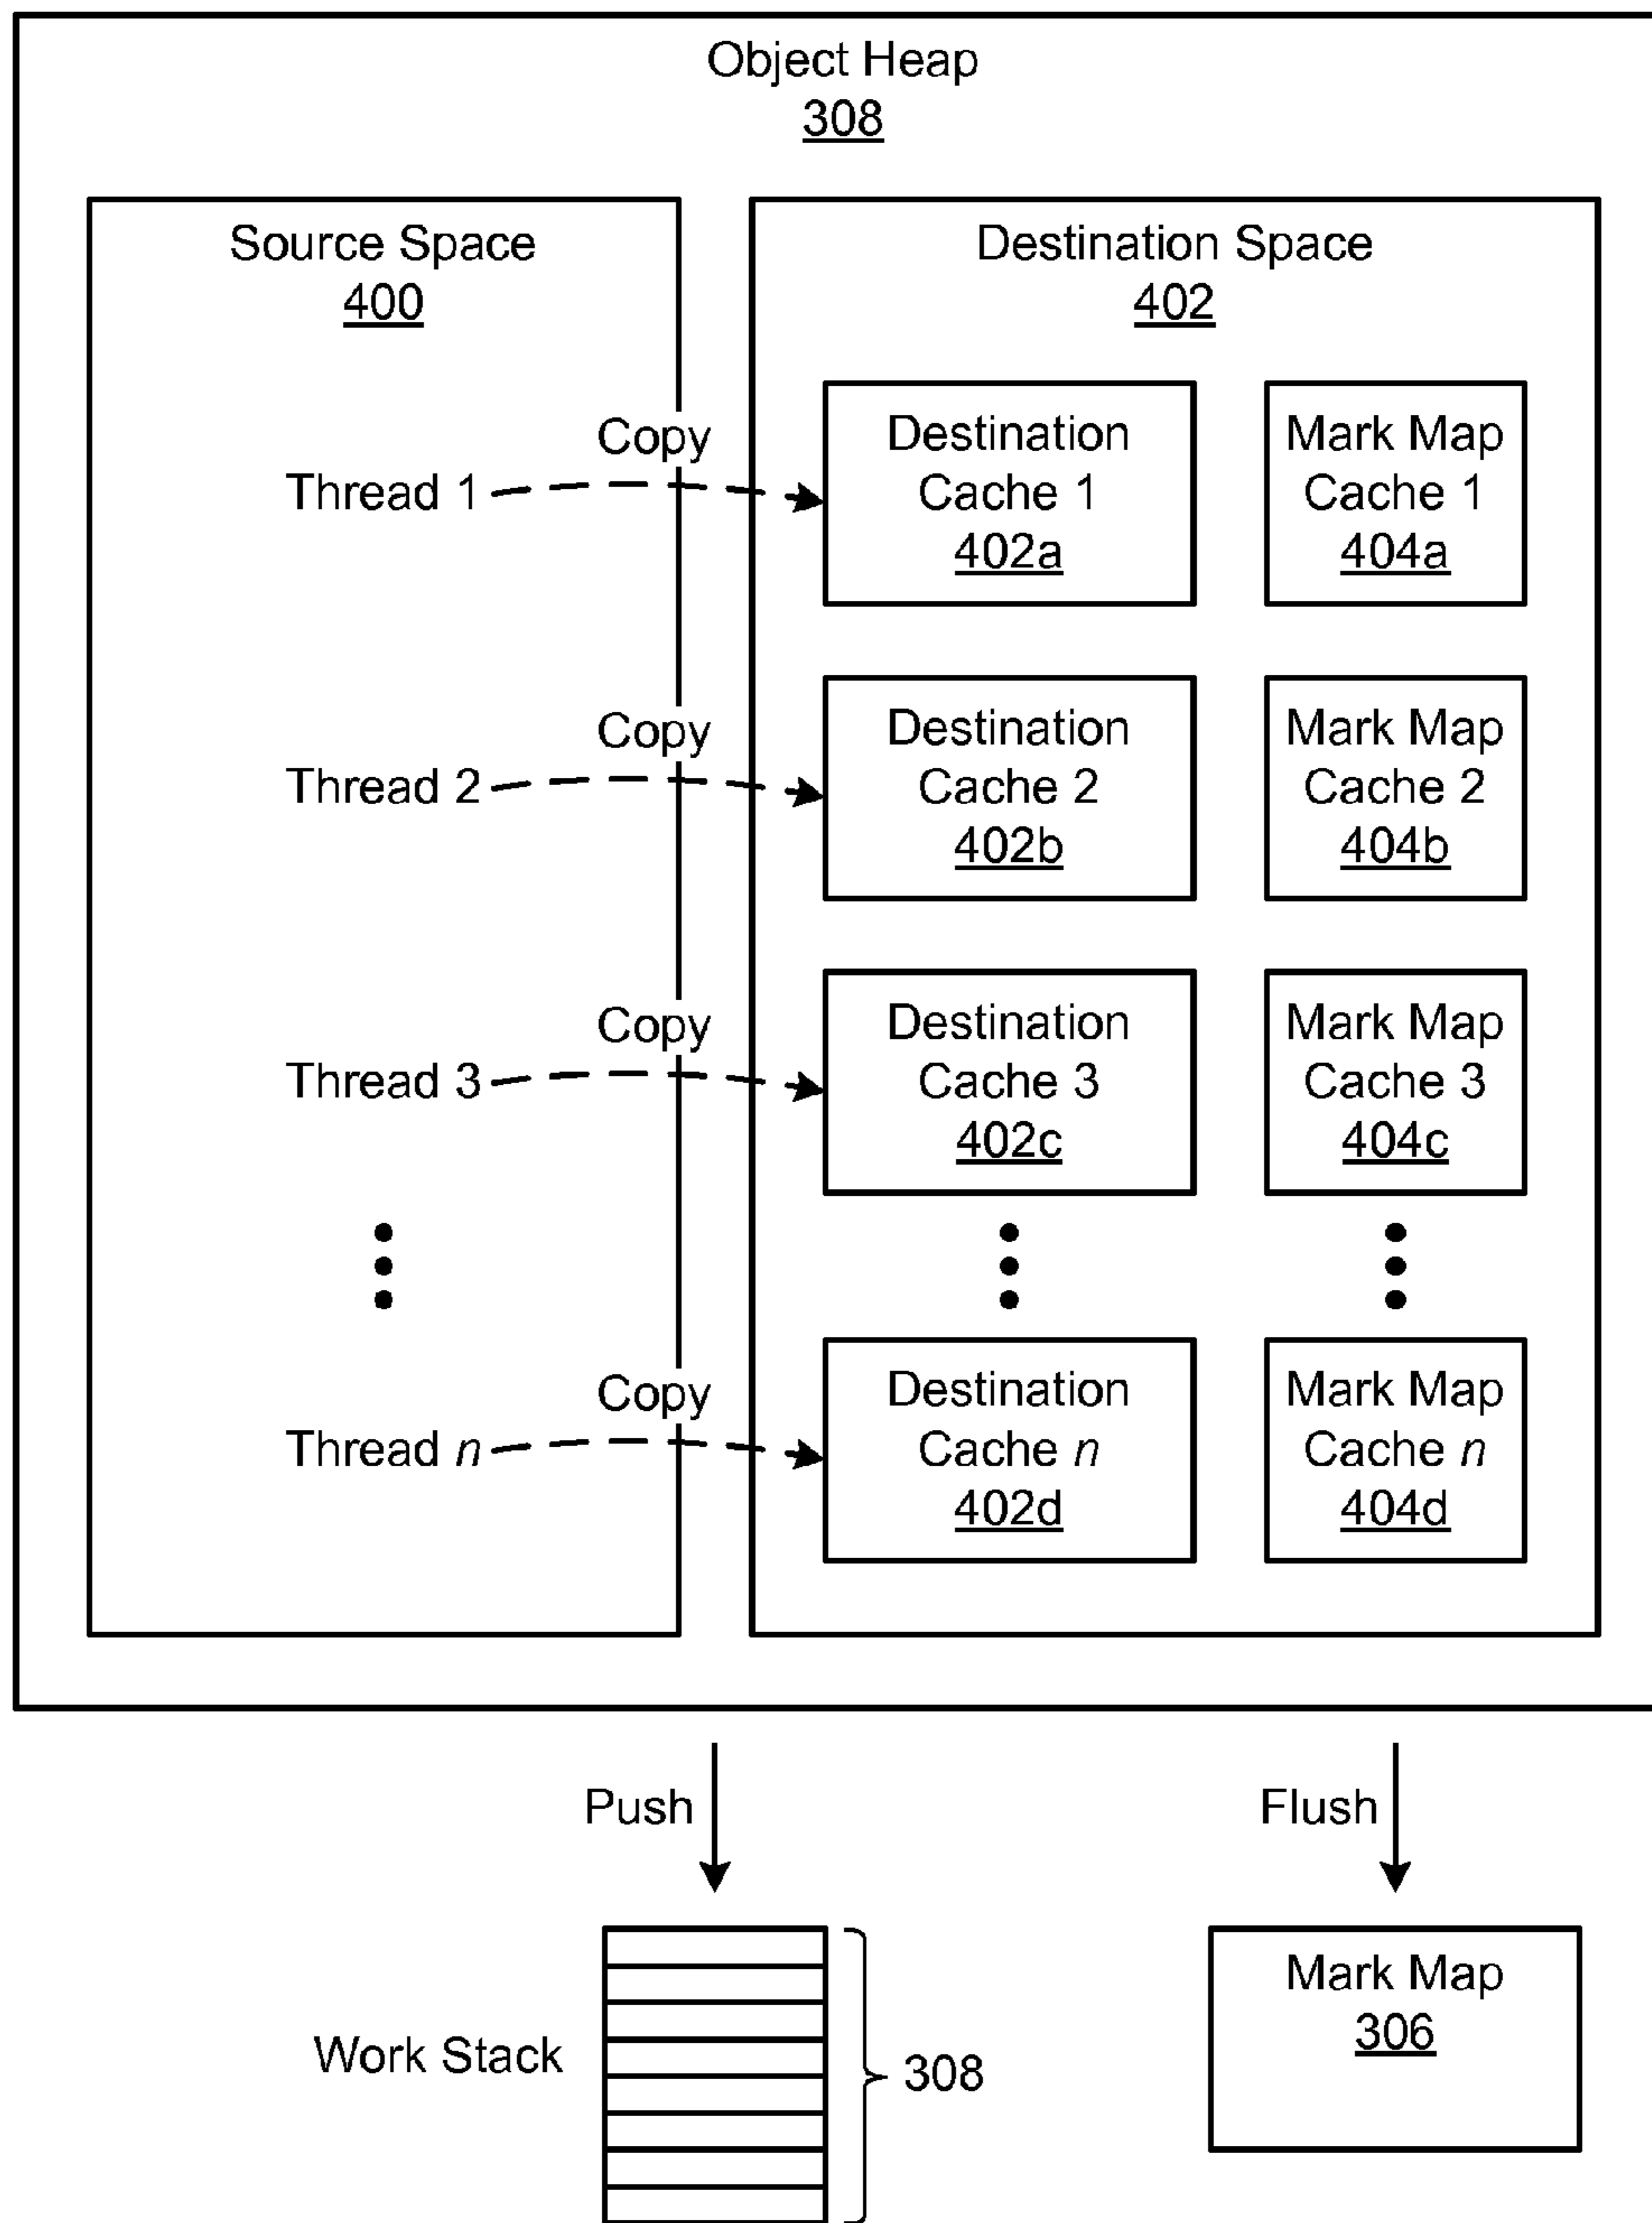 Object Heap
308
Source Space
400
Destination Space
402
Copy
Thread 1
Destination
Cache 1
402a
Mark Map
Cache 1
404a
Copy
Thread 2
Destination
Cache 2
402b
Mark Map
Cache 2
404b
Copy
Thread 3
Destination
Cache 3
402c
Mark Map
Cache 3
404c
Copy
Thread n
Destination
Cache n
402d
Mark Map
Cache n
404d
Push
Flush
Work Stack
308
Mark Map
306